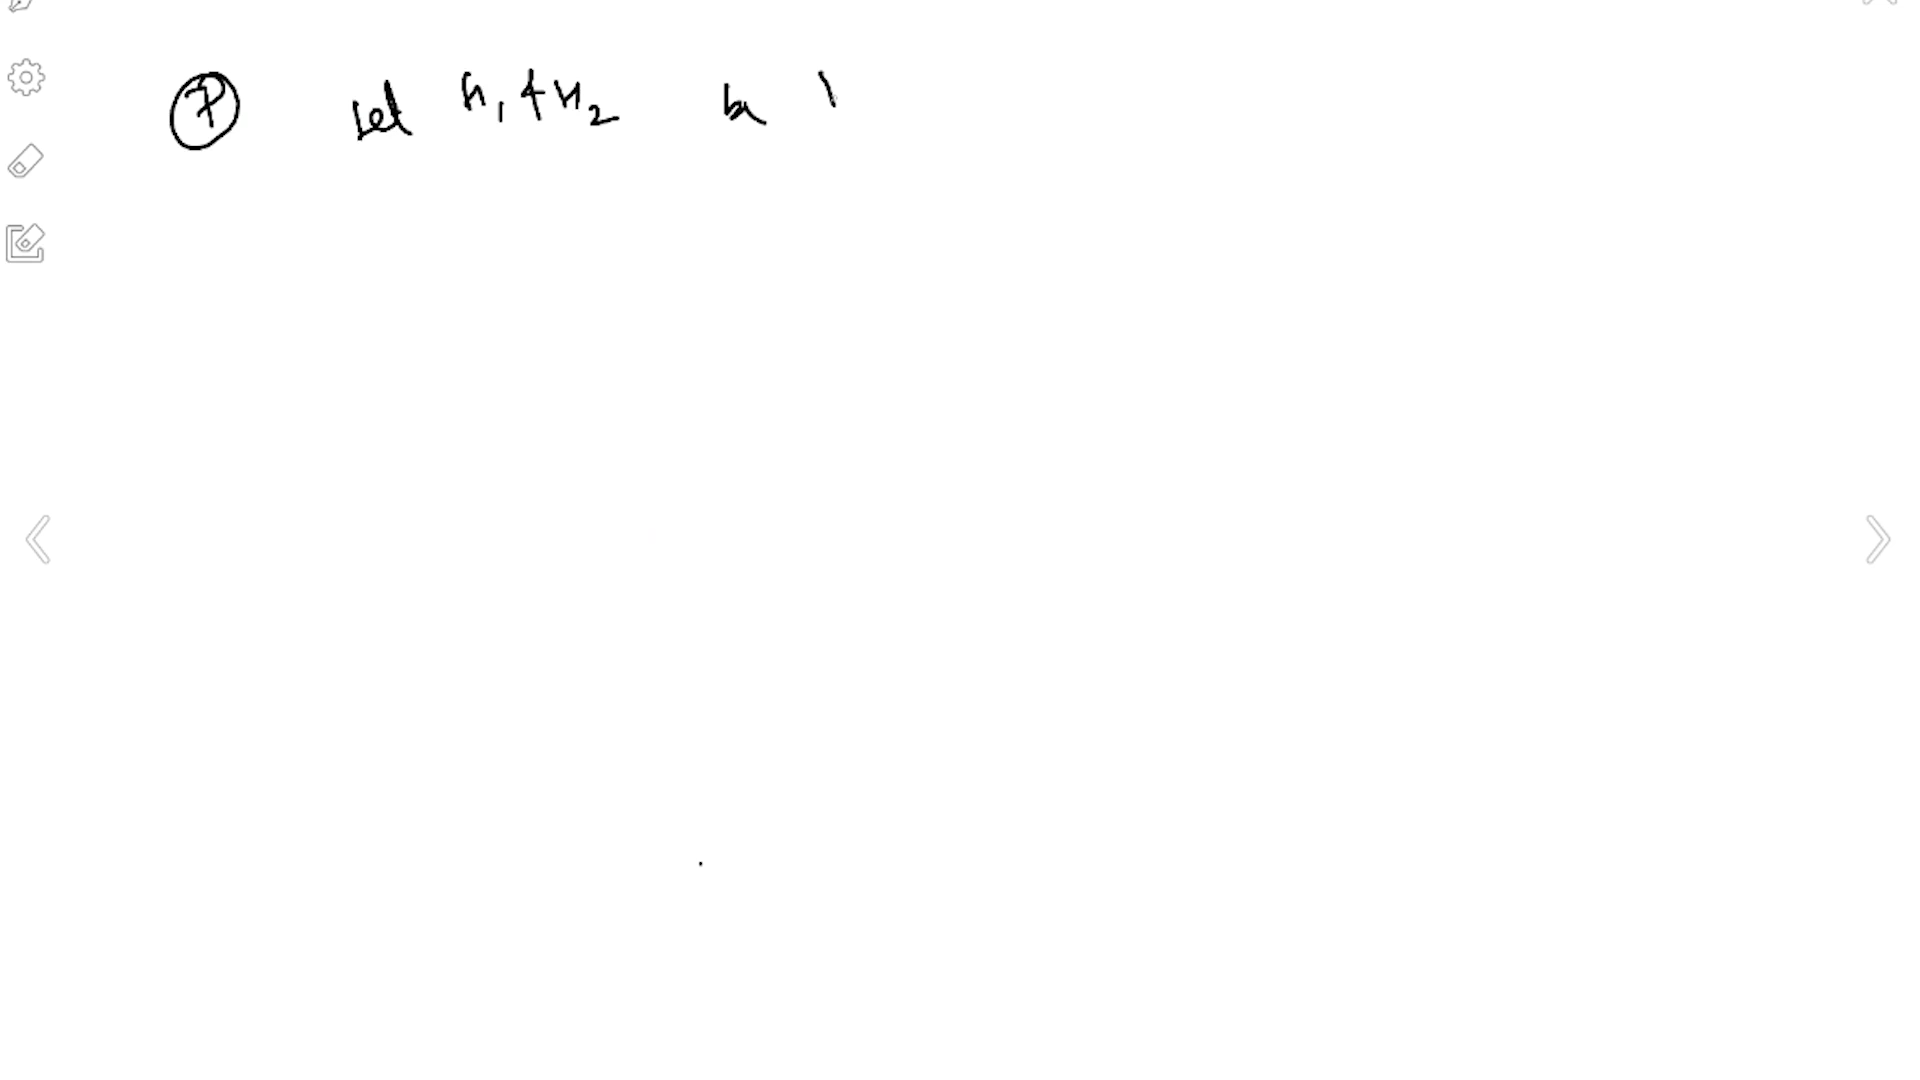 ⑦ Let H₁ & H₂ be